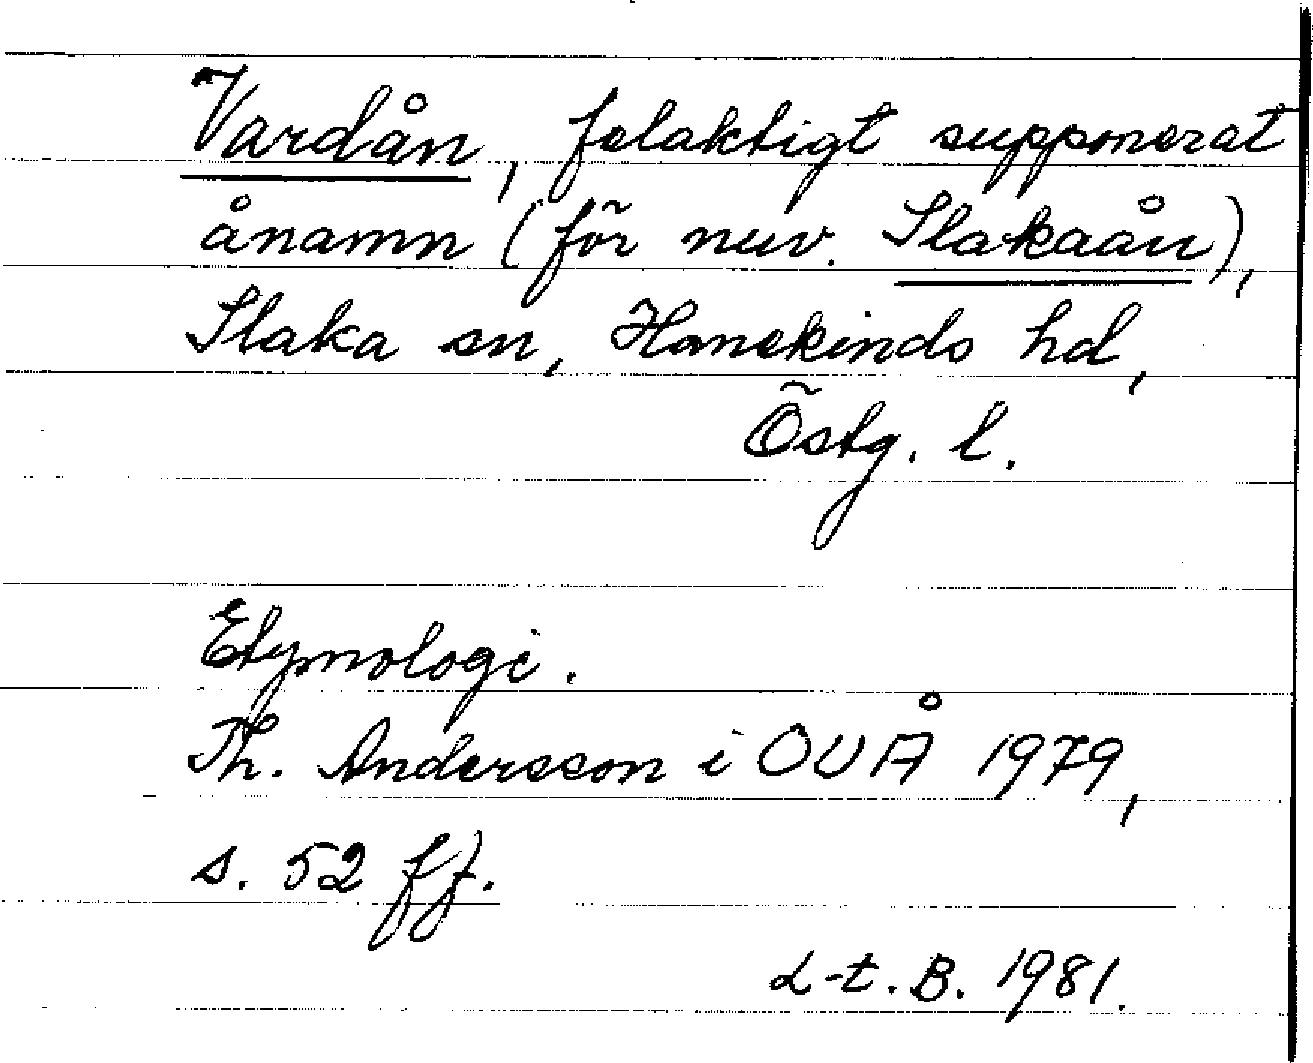 Vardån, felaktigt supponerat
ånamn (för nuv. Slakaån),
Slaka sn, Hanekinds hd,
Östg. l.
Etymologi.
Th. Andersson i OUÅ 1979,
s. 52 ff.
L-t. B. 1981.